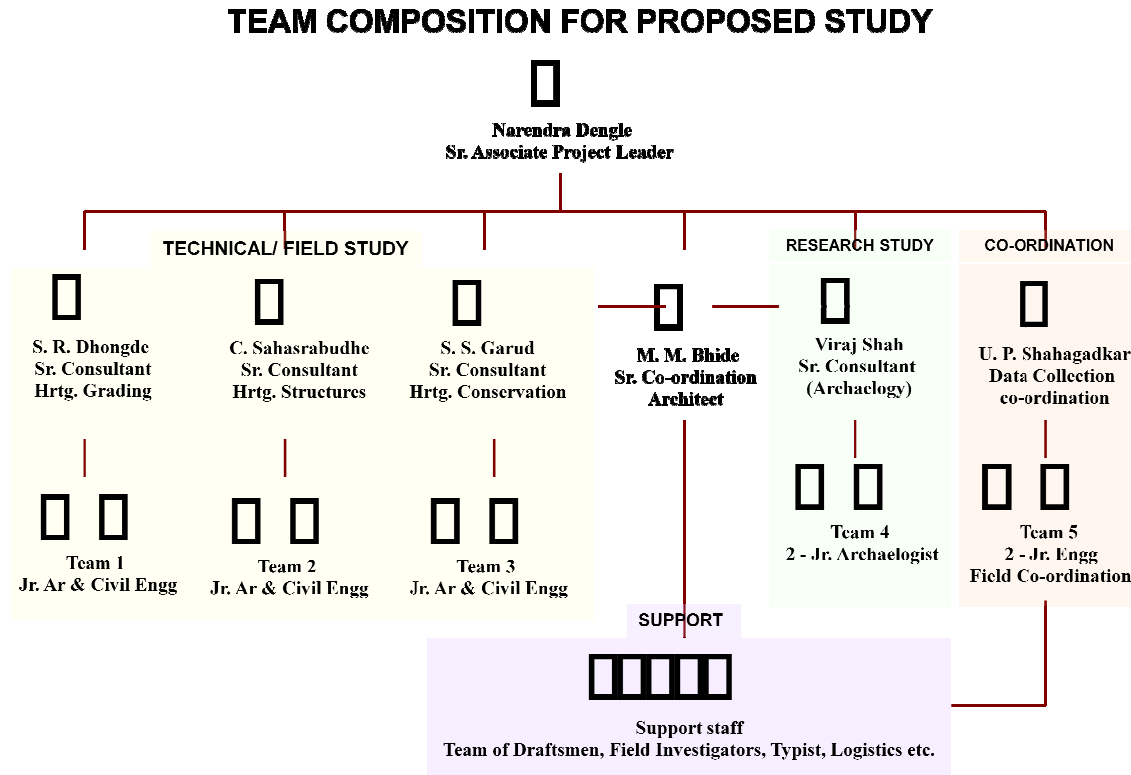 TEAM COMPOSITION FOR PROPOSED STUDY
Narendra Dengle
Sr. Associate Project Leader
TECHNICAL/ FIELD STUDY
RESEARCH STUDY
CO-ORDINATION
S. R. Dhongde
Sr. Consultant
Hrtg. Grading
C. Sahasrabudhe
Sr. Consultant
Hrtg. Structures
S. S. Garud
Sr. Consultant
Hrtg. Conservation
M. M. Bhide
Sr. Co-ordination
Architect
Viraj Shah
Sr. Consultant
(Archaelogy)
U. P. Shahagadkar
Data Collection
co-ordination
Team 1
Jr. Ar & Civil Engg
Team 2
Jr. Ar & Civil Engg
Team 3
Jr. Ar & Civil Engg
Team 4
2 - Jr. Archaelogist
Team 5
2 - Jr. Engg
Field Co-ordination
SUPPORT
Support staff
Team of Draftsmen, Field Investigators, Typist, Logistics etc.